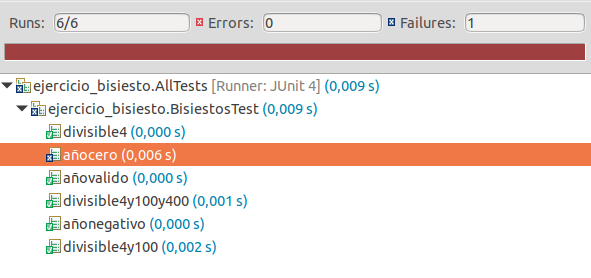 Runs: 6/6 Errors: 0 Failures: 1
ejercicio_bisiesto.AllTests [Runner: JUnit 4] (0,009 s)
ejercicio_bisiesto.BisiestosTest (0,009 s)
divisible4 (0,000 s)
añocero (0,006 s)
añovalido (0,000 s)
divisible4y100y400 (0,001 s)
añonegativo (0,000 s)
divisible4y100 (0,002 s)